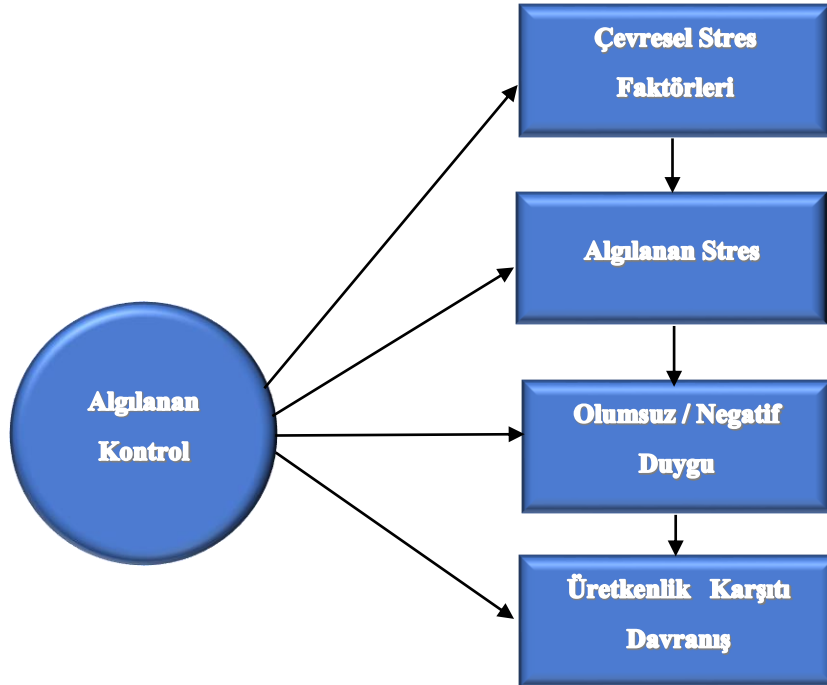 Çevresel Stres
Faktörleri
Algılanan Stres
Algılanan
Kontrol
Olumsuz / Negatif
Duygu
Üretkenlik Karşıtı
Davranış